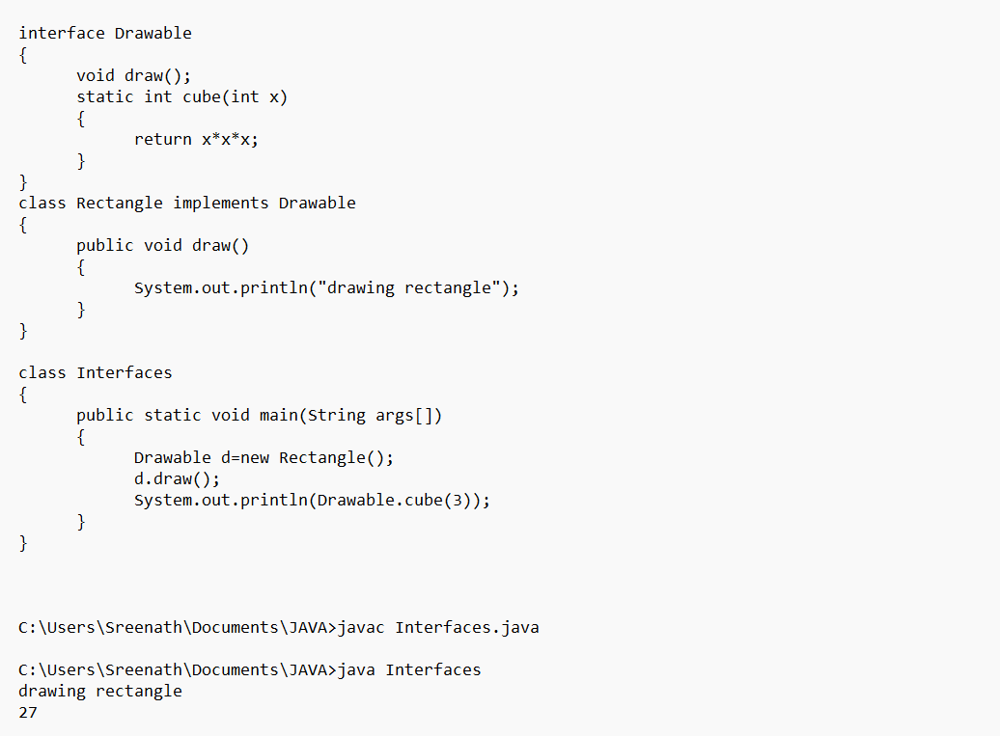 interface Drawable
{
      void draw();
      static int cube(int x)
      {
            return x*x*x;
      }
}
class Rectangle implements Drawable
{
      public void draw()
      {
            System.out.println("drawing rectangle");
      }
}

class Interfaces
{
      public static void main(String args[])
      {
            Drawable d=new Rectangle();
            d.draw();
            System.out.println(Drawable.cube(3));
      }
}

C:\Users\Sreenath\Documents\JAVA>javac Interfaces.java

C:\Users\Sreenath\Documents\JAVA>java Interfaces
drawing rectangle
27